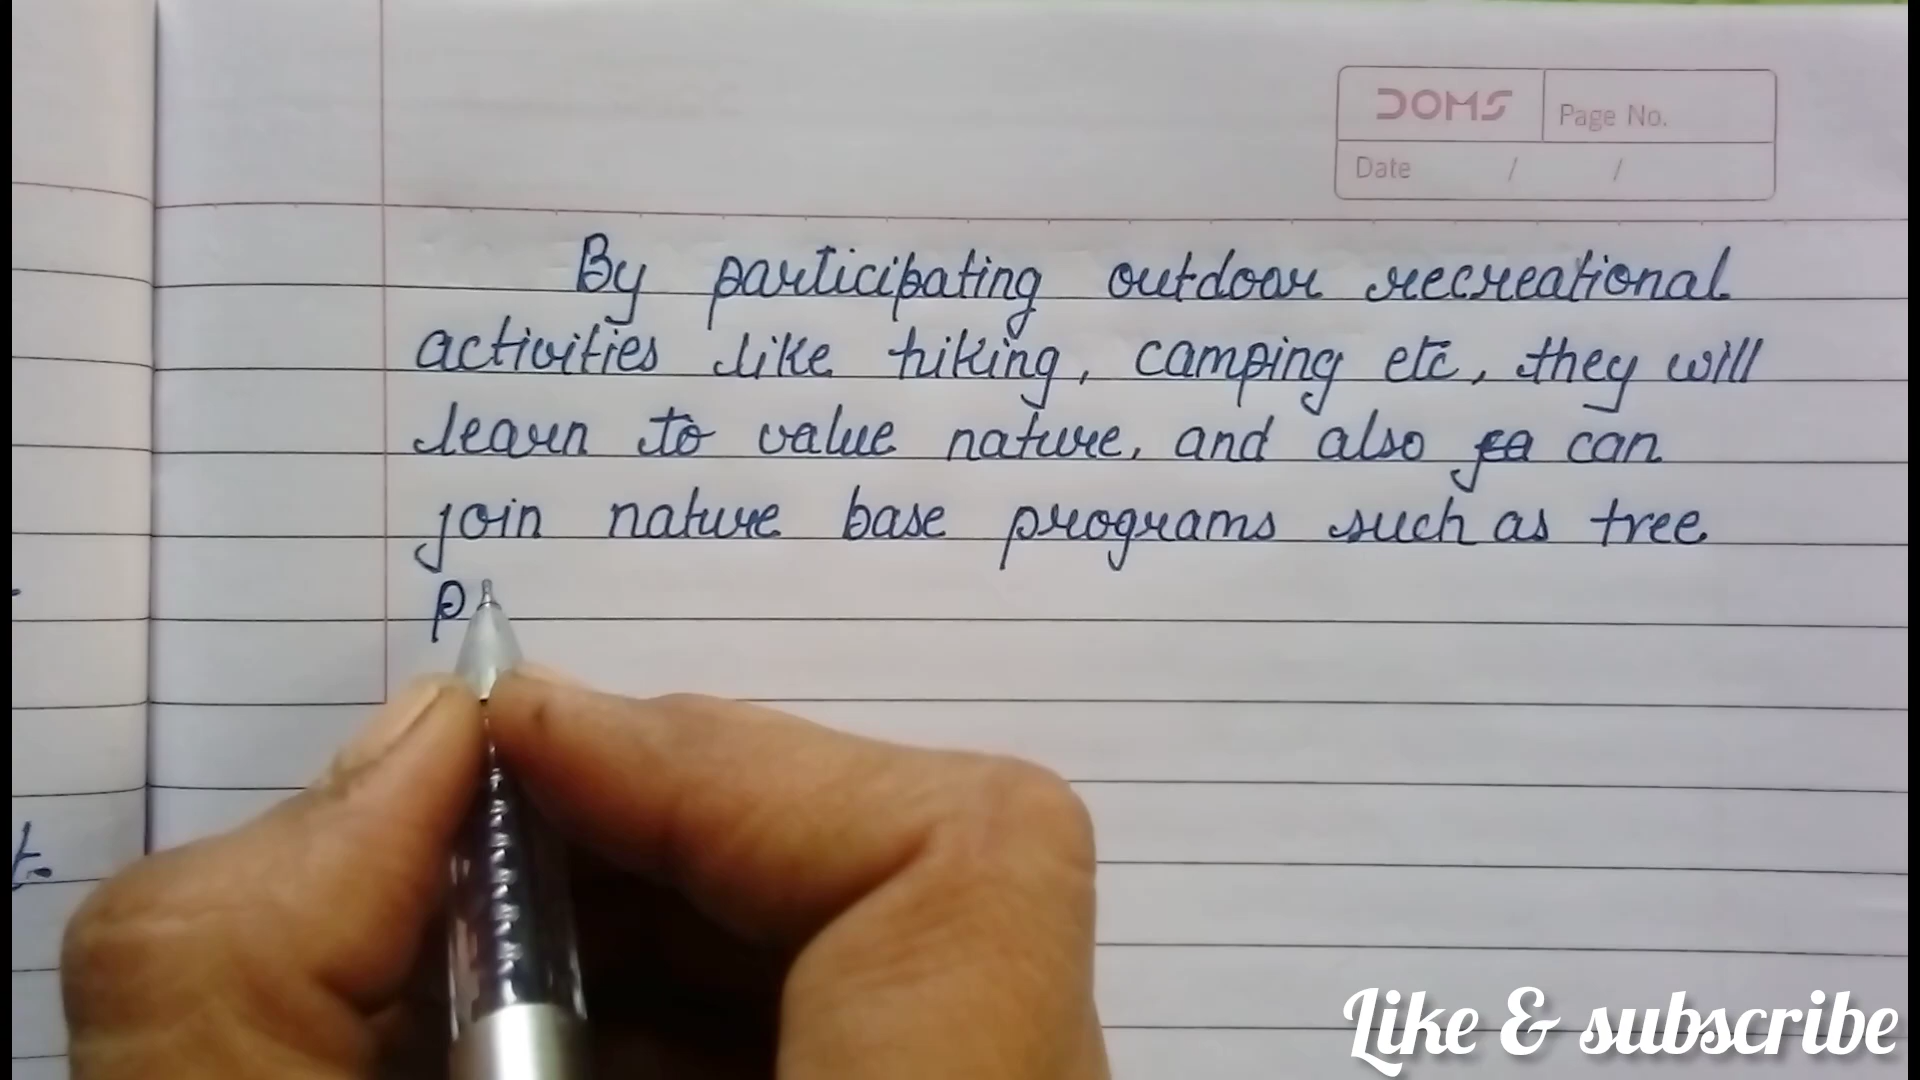 DOMS
Page No.
Date / /
By participating outdoor recreational
activities like hiking, camping etc, they will
learn to value nature, and also can
join nature base programs such as tree
P
t.
Like & subscribe